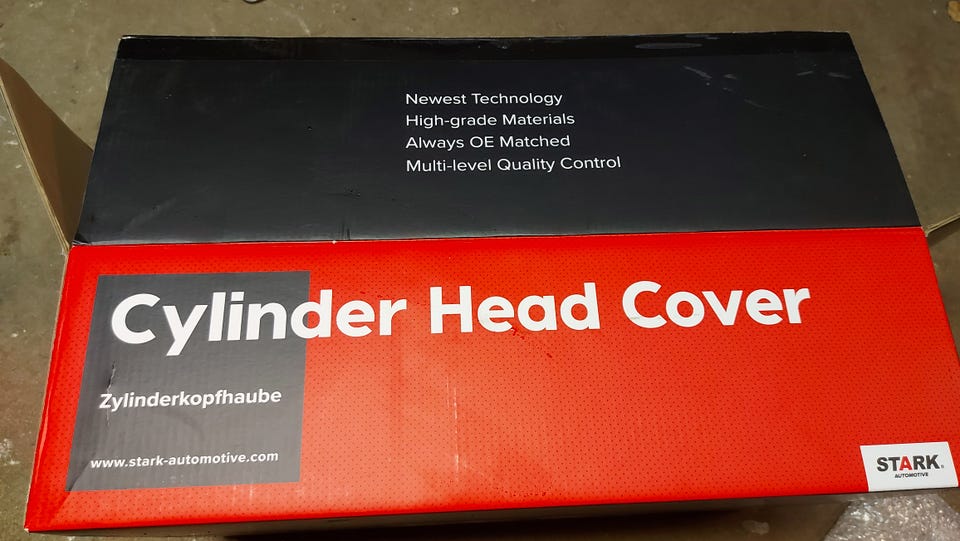 Newest Technology
High-grade Materials
Always OE Matched
Multi-level Quality Control
Cylinder Head Cover
Zylinderkopfhaube
www.stark-automotive.com
STARK®
AUTOMOTIVE